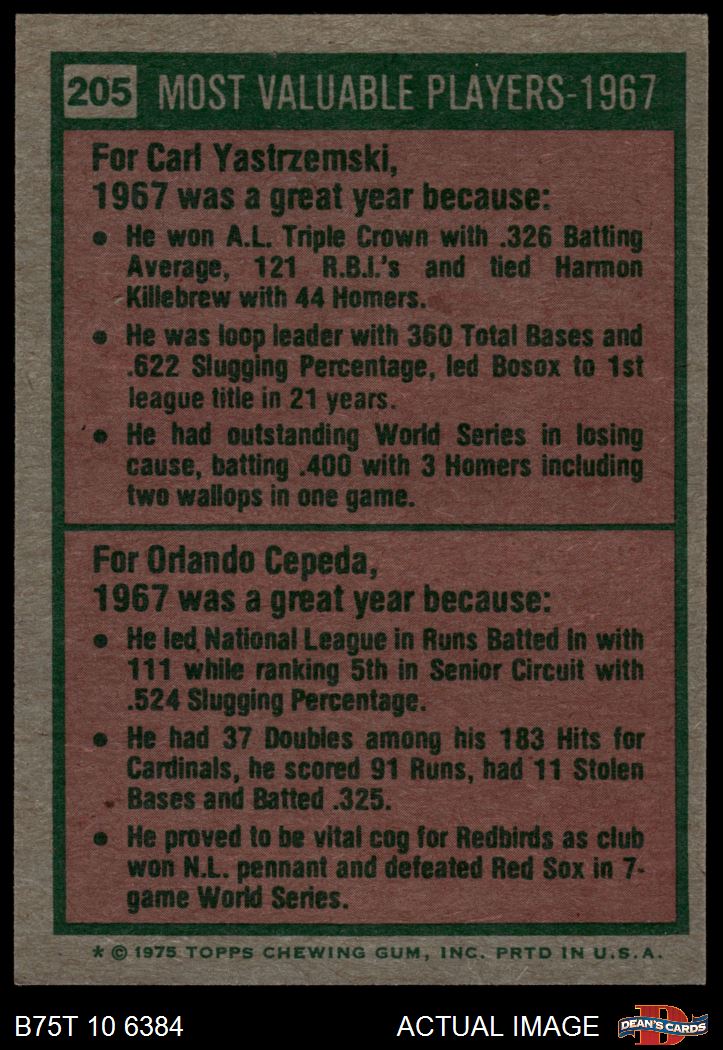 205 MOST VALUABLE PLAYERS-1967
For Carl Yastrzemski,
1967 was a great year because:
• He won A.L. Triple Crown with .326 Batting
Average, 121 R.B.I.'s and tied Harmon
Killebrew with 44 Homers.
• He was loop leader with 360 Total Bases and
.622 Slugging Percentage, led Bosox to 1st
league title in 21 years.
• He had outstanding World Series in losing
cause, batting .400 with 3 Homers including
two wallops in one game.
For Orlando Cepeda,
1967 was a great year because:
• He led National League in Runs Batted In with
111 while ranking 5th in Senior Circuit with
.524 Slugging Percentage.
• He had 37 Doubles among his 183 Hits for
Cardinals, he scored 91 Runs, had 11 Stolen
Bases and Batted .325.
• He proved to be vital cog for Redbirds as club
won N.L. pennant and defeated Red Sox in 7-
game World Series.
* © 1975 TOPPS CHEWING GUM, INC. PRTD IN U.S.A.
B75T 10 6384 ACTUAL IMAGE D DEAN'S CARDS